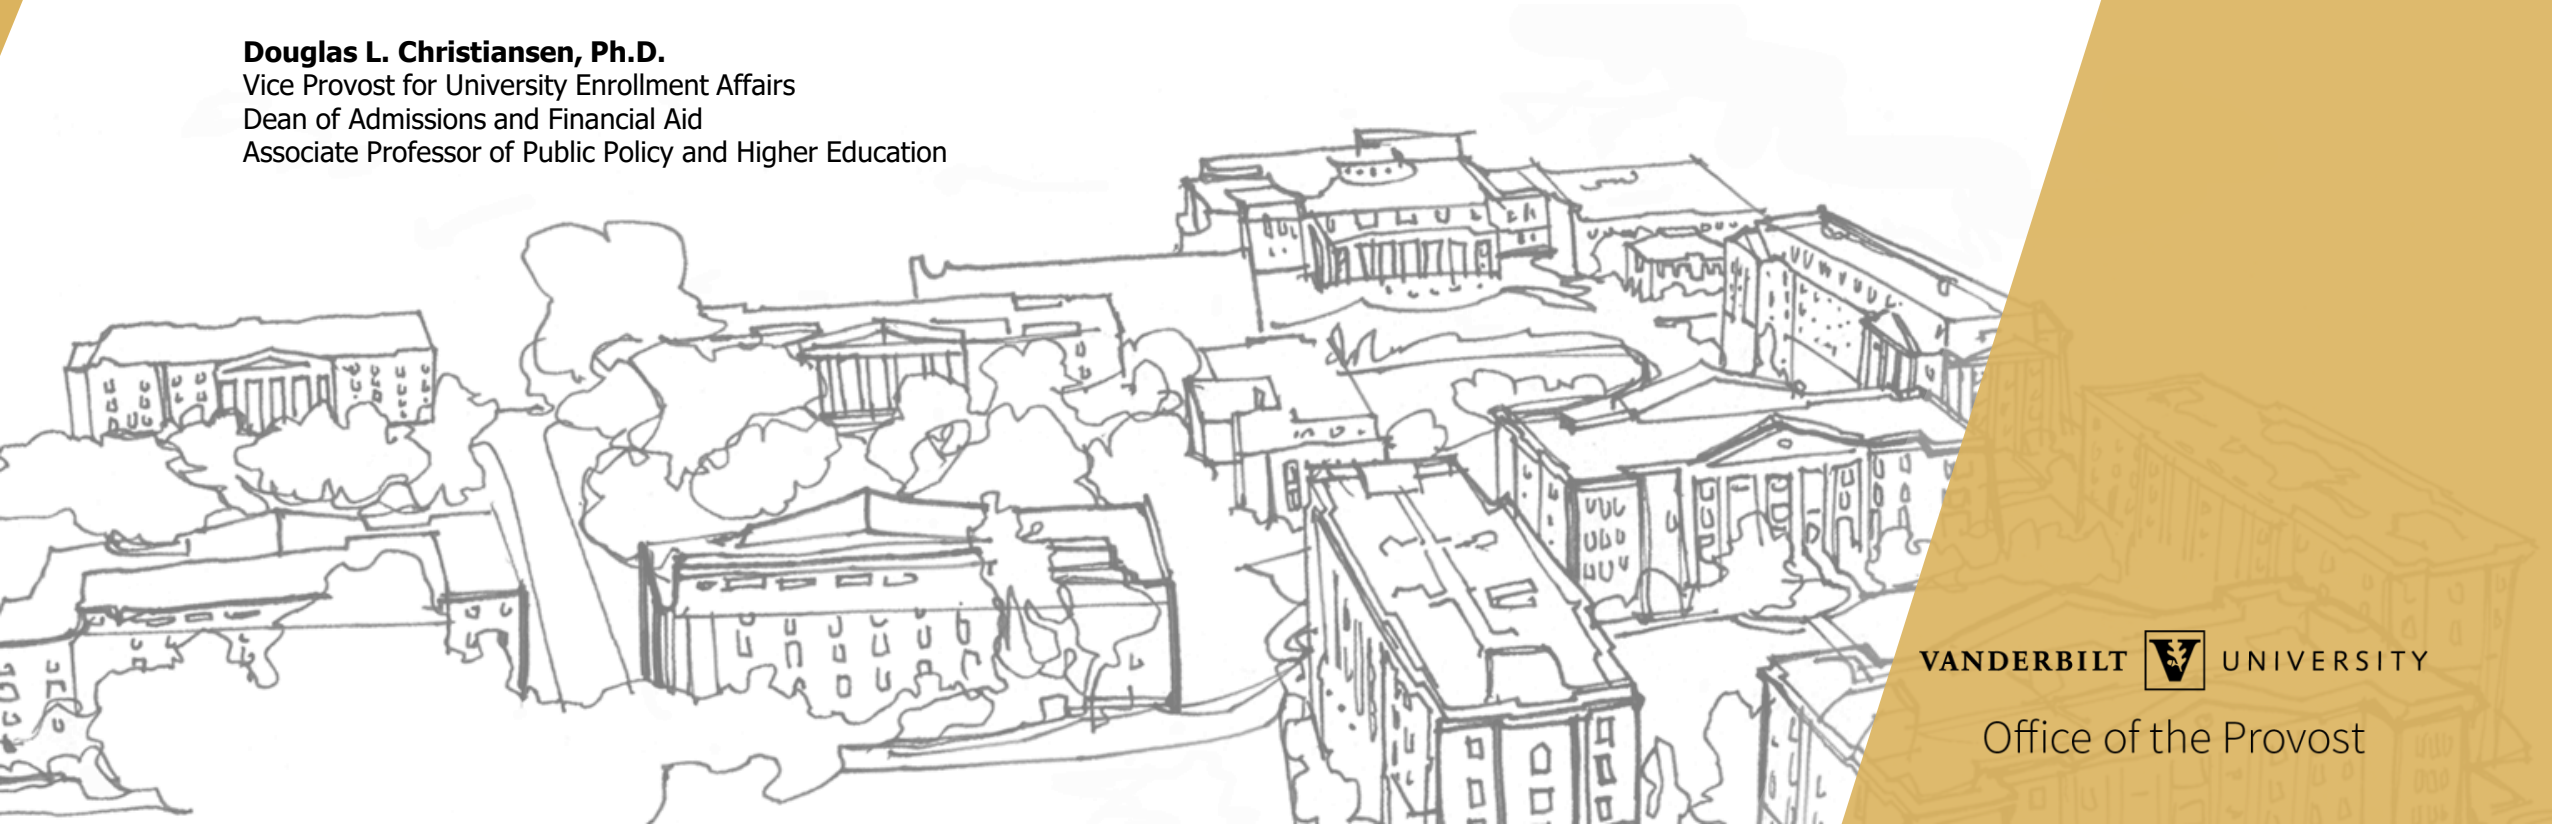 Douglas L. Christiansen, Ph.D.
Vice Provost for University Enrollment Affairs
Dean of Admissions and Financial Aid
Associate Professor of Public Policy and Higher Education
VANDERBILT V UNIVERSITY
Office of the Provost